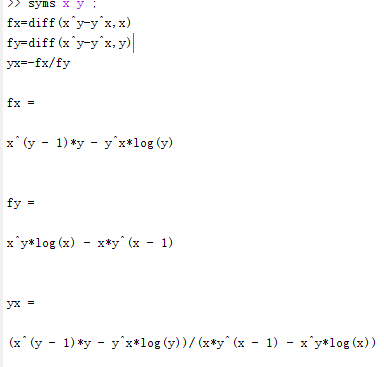 >> syms x y ;
fx=diff(x^y-y^x,x)
fy=diff(x^y-y^x,y)
yx=-fx/fy
fx =
x^(y - 1)*y - y^x*log(y)
fy =
x^y*log(x) - x*y^(x - 1)
yx =
(x^(y - 1)*y - y^x*log(y))/(x*y^(x - 1) - x^y*log(x))